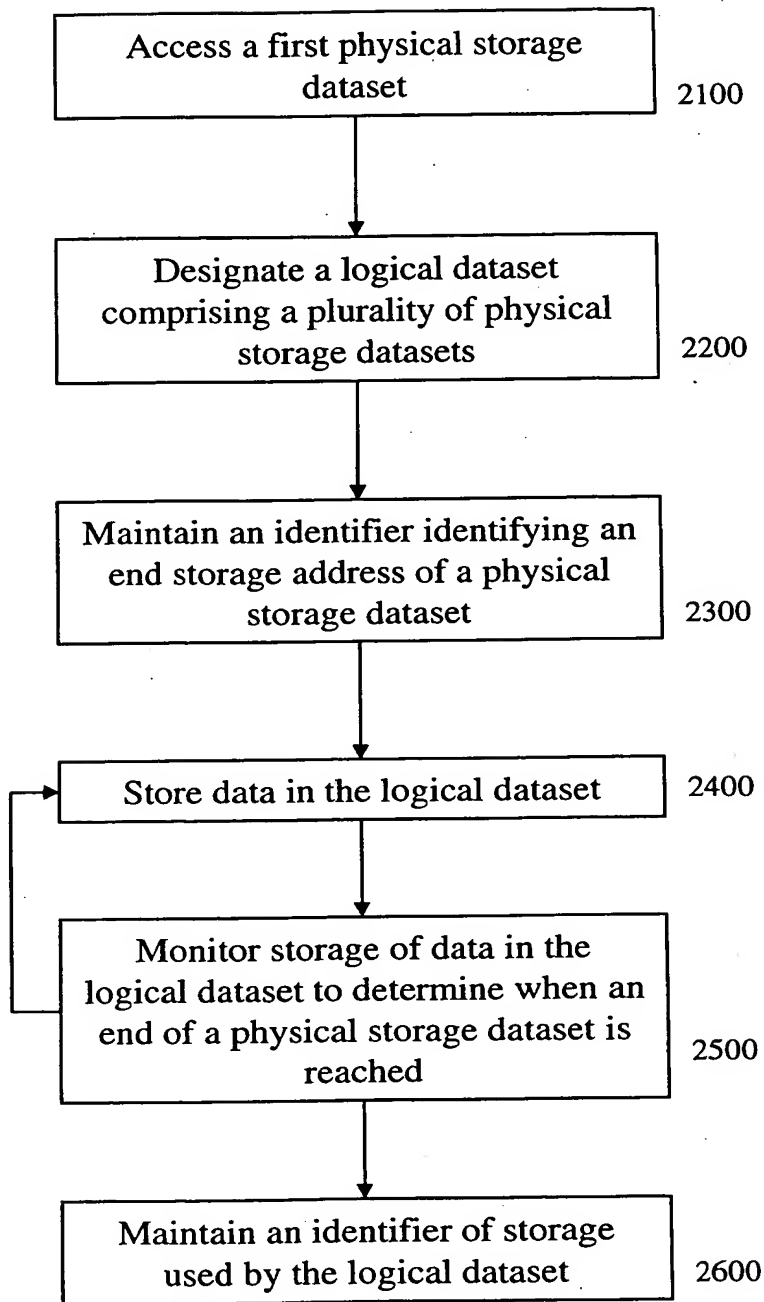 Access a first physical storage
dataset
2100
Designate a logical dataset
comprising a plurality of physical
storage datasets
2200
Maintain an identifier identifying an
end storage address of a physical
storage dataset
2300
Store data in the logical dataset
2400
Monitor storage of data in the
logical dataset to determine when an
end of a physical storage dataset is
reached
2500
Maintain an identifier of storage
used by the logical dataset
2600